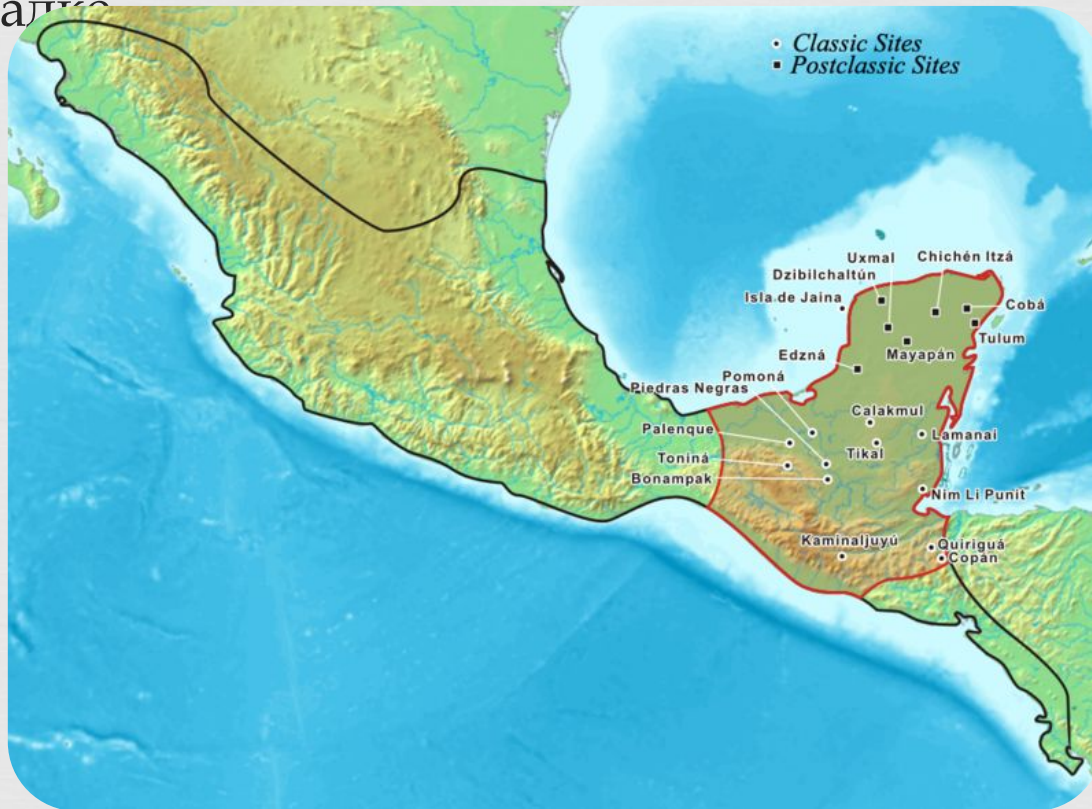 Classic Sites
Postclassic Sites
Uxmal
Chichén Itzá
Dzibilchaltún
Isla de Jaina
Cobá
Tulum
Mayapán
Edzná
Pomoná
Piedras Negras
Calakmul
Palenque
Lamanai
Tikal
Toniná
Bonampak
Nim Li Punit
Kaminaljuyú
Quiriguá
Copán